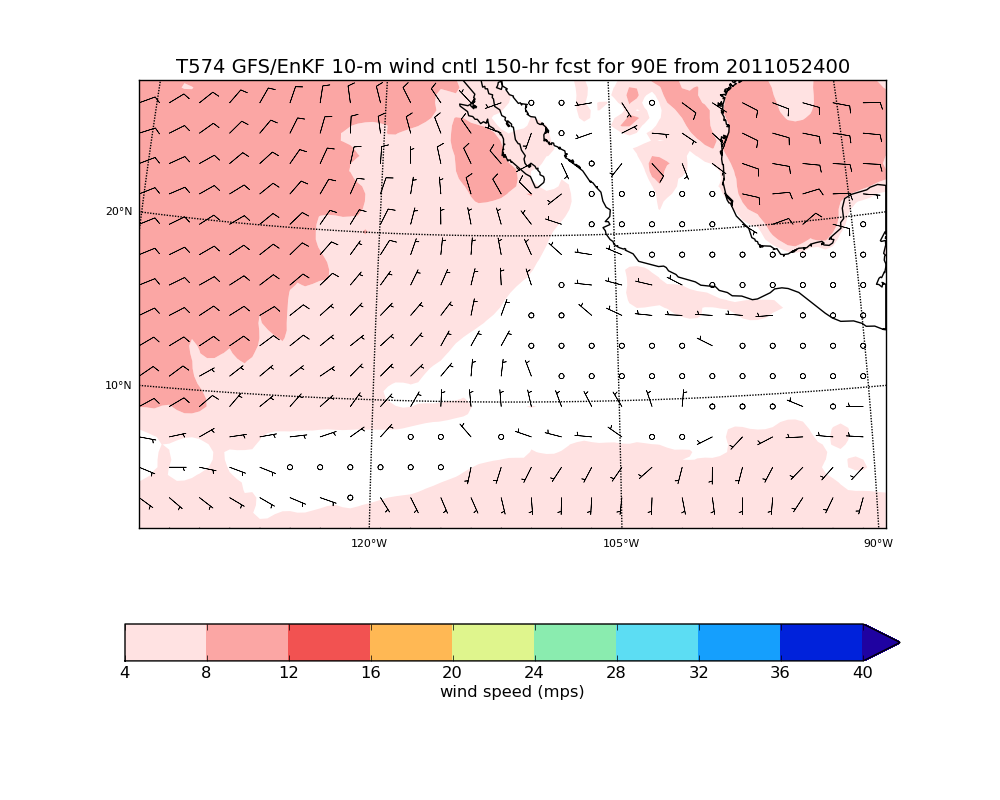 T574 GFS/EnKF 10-m wind cntl 150-hr fcst for 90E from 2011052400
20°N
10°N
120°W 105°W 90°W
4 8 12 16 20 24 28 32 36 40
wind speed (mps)